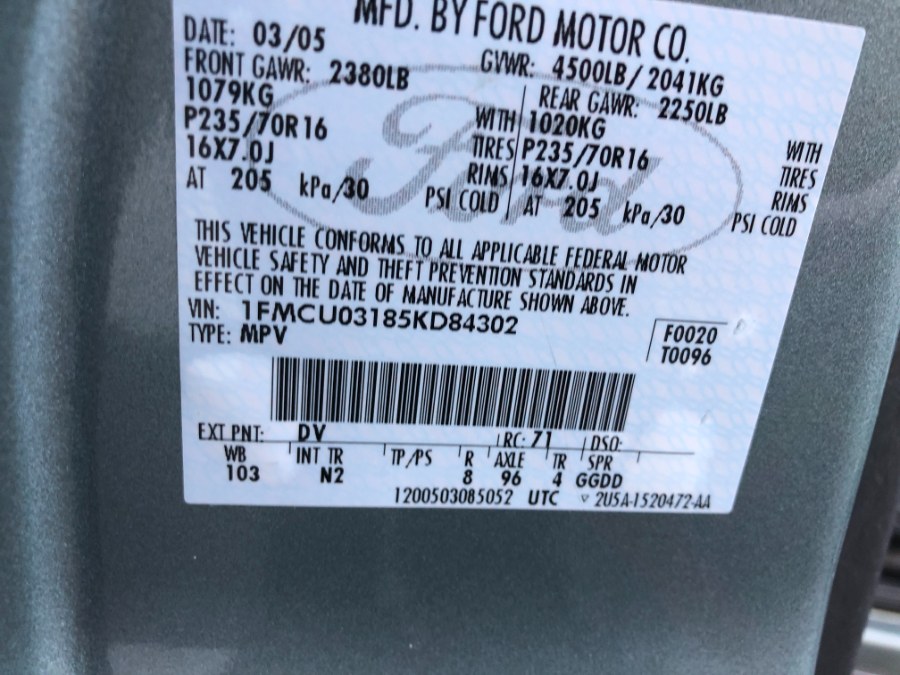 MFD. BY FORD MOTOR CO.
DATE: 03/05 GVWR: 4500LB/2041KG
FRONT GAWR: 2380LB REAR GAWR: 2250LB
1079KG WITH 1020KG WITH
P235/70R16 TIRES P235/70R16 TIRES
16X7.0J RIMS 16X7.0J RIMS
AT 205 kPa/30 PSI COLD AT 205 kPa/30 PSI COLD
Ford
THIS VEHICLE CONFORMS TO ALL APPLICABLE FEDERAL MOTOR
VEHICLE SAFETY AND THEFT PREVENTION STANDARDS IN
EFFECT ON THE DATE OF MANUFACTURE SHOWN ABOVE.
VIN: 1FMCU03185KD84302 F0020
TYPE: MPV T0096
EXT PNT: DV RC: 71 DSO:
WB INT TR TP/PS R AXLE TR SPR
103 N2 8 96 4 GGDD
1200503085052 UTC ▽ 2U5A-1520472-AA